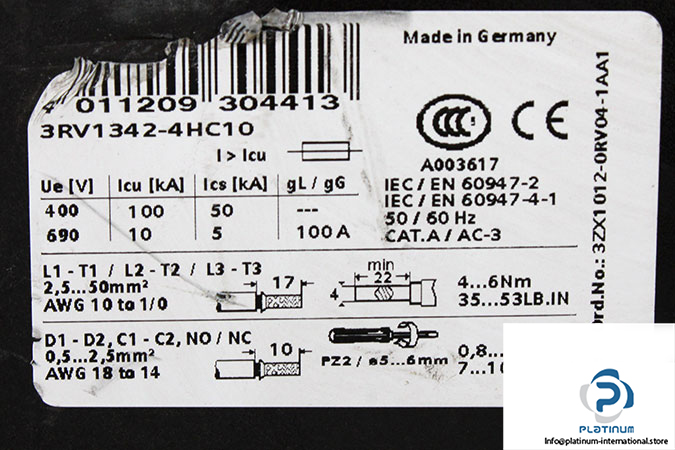 Made in Germany
4 011209 304413
3RV1342-4HC10
I > Icu
A003617
Ue [V] Icu [kA] Ics [kA] gL / gG
400 100 50 ---
690 10 5 100 A
IEC / EN 60947-2
IEC / EN 60947-4-1
50 / 60 Hz
CAT. A / AC-3
L1 - T1 / L2 - T2 / L3 - T3
2,5...50mm²
AWG 10 to 1/0
17
min
22
4
4...6Nm
35...53LB.IN
D1 - D2, C1 - C2, NO / NC
0,5...2,5mm²
AWG 18 to 14
10
PZ2 / ø5...6mm
0,8...
7...10
ord.No.: 3ZX1012-0RV04-1AA1
PLATINUM
Info@platinum-international.store